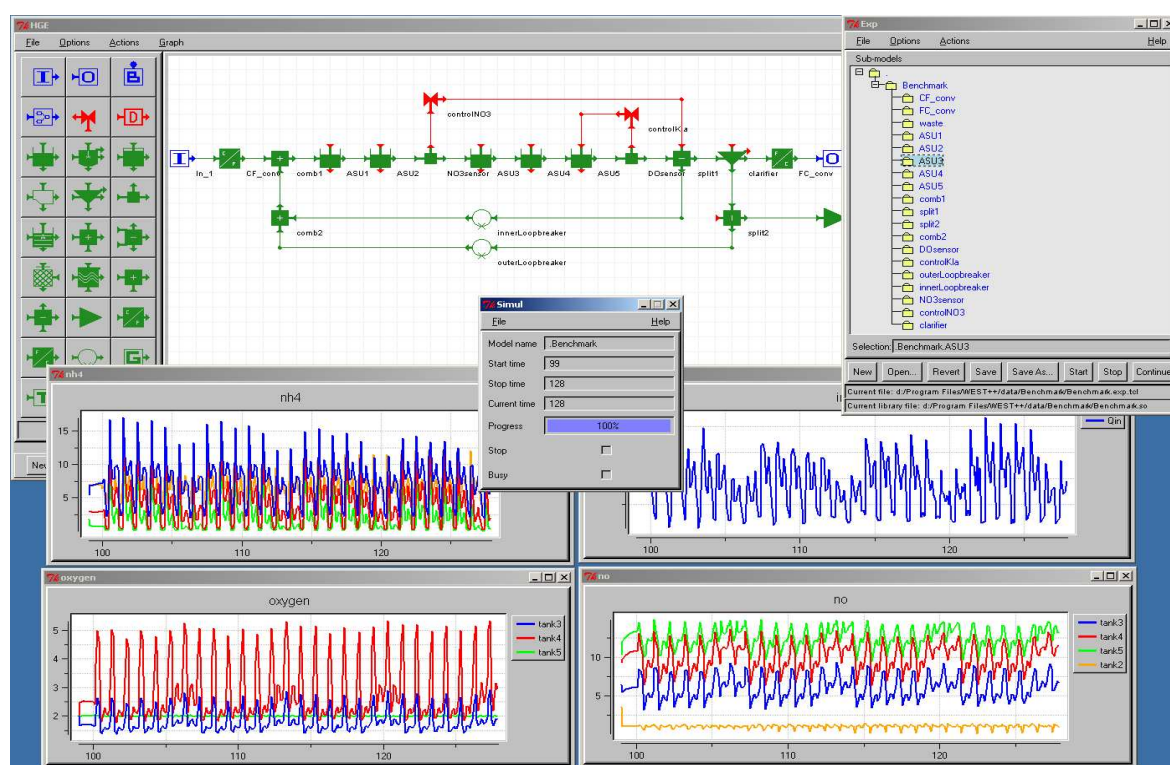 HGE
File Options Actions Graph
controlNO3
controlKla
In_1 CF_conv comb1 ASU1 ASU2 NO3sensor ASU3 ASU4 ASU5 DOsensor split1 clarifier FC_conv
comb2 innerLoopbreaker split2
outerLoopbreaker
Exp
File Options Actions Help
Sub-models
.
Benchmark
CF_conv
FC_conv
waste
ASU1
ASU2
ASU3
ASU4
ASU5
comb1
split1
split2
comb2
DOsensor
controlKla
outerLoopbreaker
innerLoopbreaker
NO3sensor
controlNO3
clarifier
Selection: .Benchmark.ASU3
New Open... Revert Save Save As... Start Stop Continue
Current file: d:/Program Files/WEST++/data/Benchmark/Benchmark.exp.tcl
Current library file: d:/Program Files/WEST++/data/Benchmark/Benchmark.so
Simul
File Help
Model name .Benchmark
Start time 99
Stop time 128
Current time 128
Progress 100%
Stop
Busy
nh4
nh4
15
10
5
100 110 120
Qin
100 110 120
oxygen
oxygen
5
4
3
2
100 110 120
tank3
tank4
tank5
no
no
10
5
100 110 120
tank3
tank4
tank5
tank2